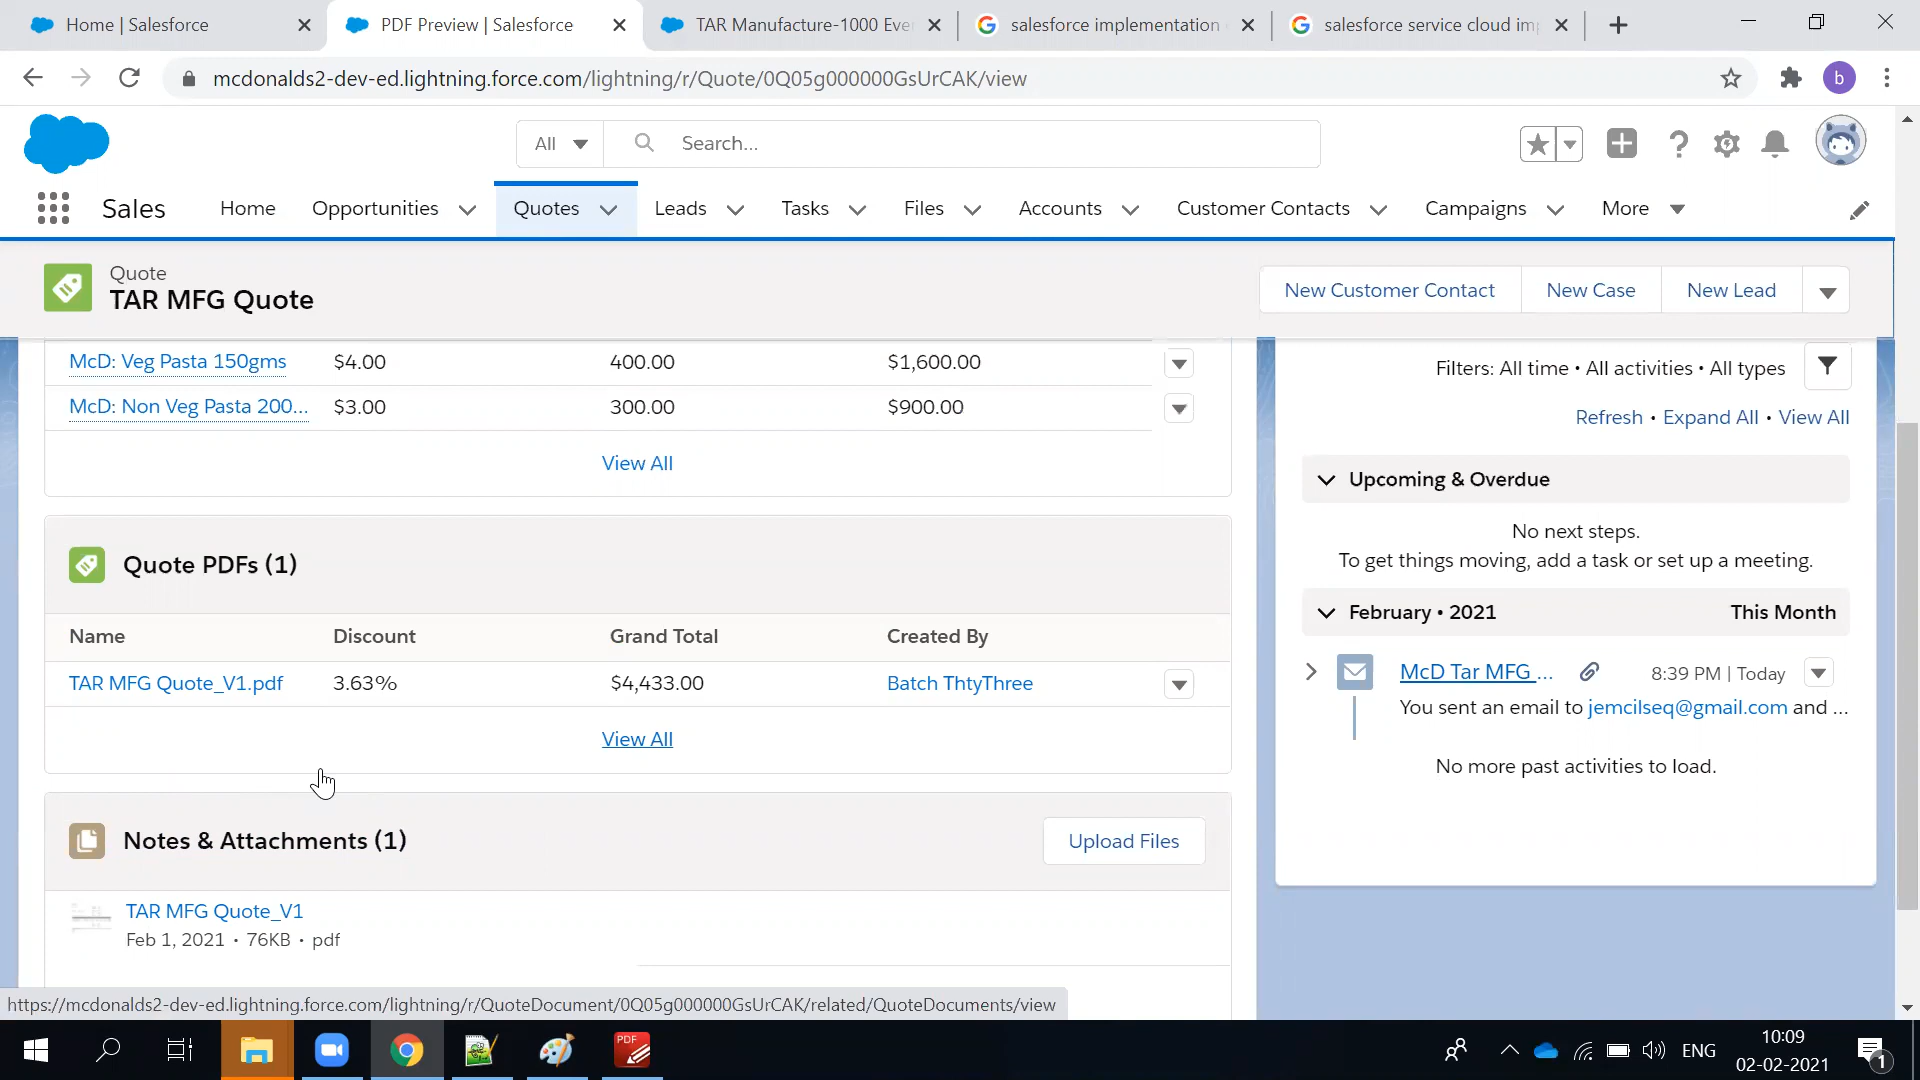 Home | Salesforce
PDF Preview | Salesforce
TAR Manufacture-1000 Eve
salesforce implementation
salesforce service cloud im
mcdonalds2-dev-ed.lightning.force.com/lightning/r/Quote/0Q05g000000GsUrCAK/view
b
All
Search...
Sales
Home
Opportunities
Quotes
Leads
Tasks
Files
Accounts
Customer Contacts
Campaigns
More
Quote
TAR MFG Quote
New Customer Contact
New Case
New Lead
McD: Veg Pasta 150gms $4.00 400.00 $1,600.00
McD: Non Veg Pasta 200... $3.00 300.00 $900.00
View All
Quote PDFs (1)
Name Discount Grand Total Created By
TAR MFG Quote_V1.pdf 3.63% $4,433.00 Batch ThtyThree
View All
Notes & Attachments (1)
Upload Files
TAR MFG Quote_V1
Feb 1, 2021 • 76KB • pdf
Filters: All time • All activities • All types
Refresh • Expand All • View All
Upcoming & Overdue
No next steps.
To get things moving, add a task or set up a meeting.
February • 2021 This Month
McD Tar MFG ... 8:39 PM | Today
You sent an email to jemcilseq@gmail.com and ...
No more past activities to load.
https://mcdonalds2-dev-ed.lightning.force.com/lightning/r/QuoteDocument/0Q05g000000GsUrCAK/related/QuoteDocuments/view
PDF
ENG
10:09
02-02-2021
1